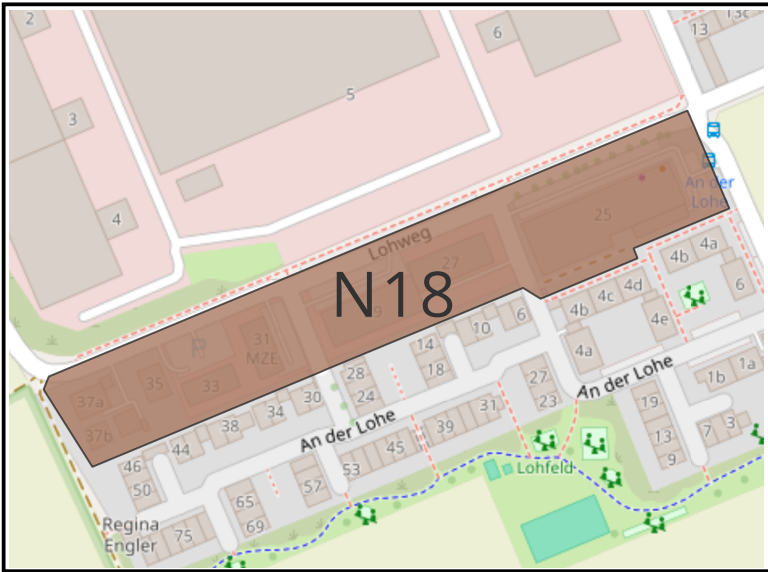 2
13
13c
6
5
3
4
An der
Lohe
25
Lohweg
27
N18
4b
4a
6
4b
4c
4d
4e
6
10
14
18
4a
31
MZE
35
33
37a
37b
28
24
30
34
38
44
46
50
27
23
An der Lohe
1b
1a
19
13
9
7
3
31
39
45
An der Lohe
53
57
65
69
75
Lohfeld
Regina
Engler